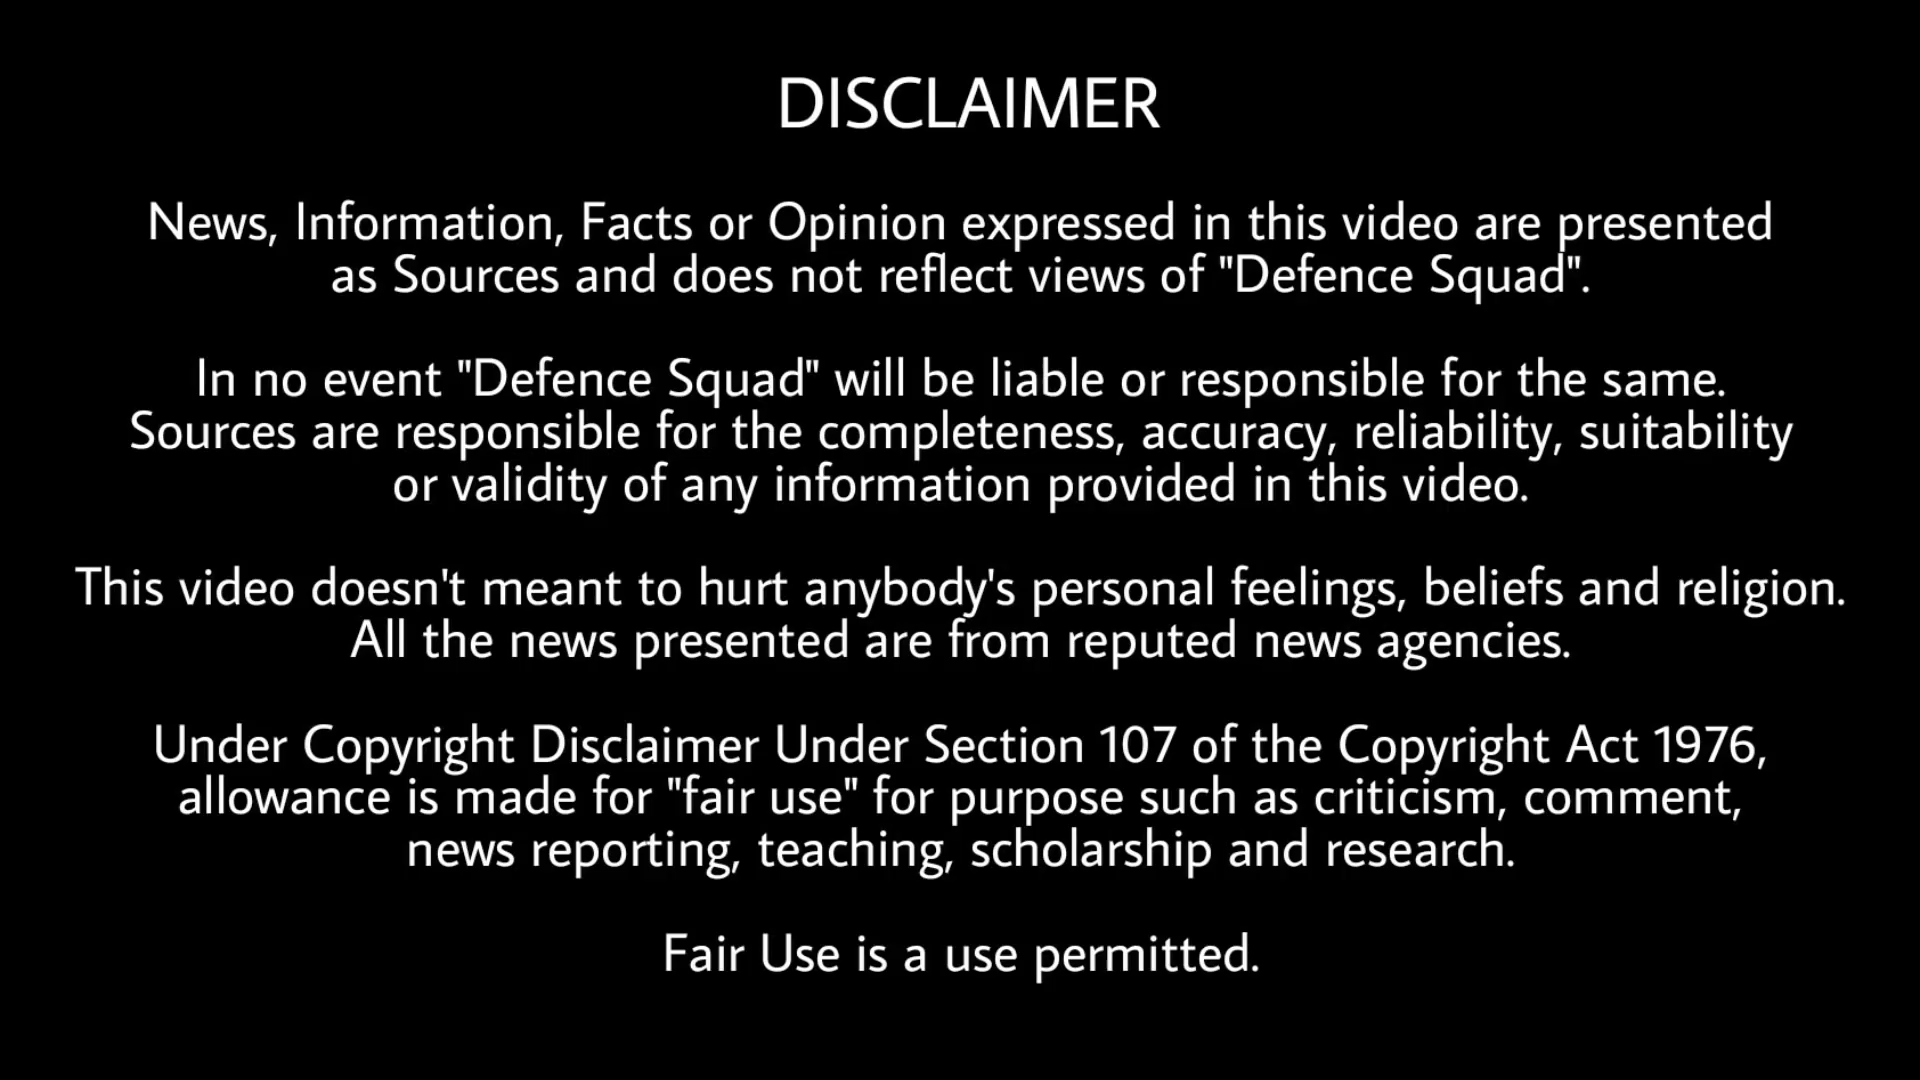 DISCLAIMER
News, Information, Facts or Opinion expressed in this video are presented
as Sources and does not reflect views of "Defence Squad".
In no event "Defence Squad" will be liable or responsible for the same.
Sources are responsible for the completeness, accuracy, reliability, suitability
or validity of any information provided in this video.
This video doesn't meant to hurt anybody's personal feelings, beliefs and religion.
All the news presented are from reputed news agencies.
Under Copyright Disclaimer Under Section 107 of the Copyright Act 1976,
allowance is made for "fair use" for purpose such as criticism, comment,
news reporting, teaching, scholarship and research.
Fair Use is a use permitted.